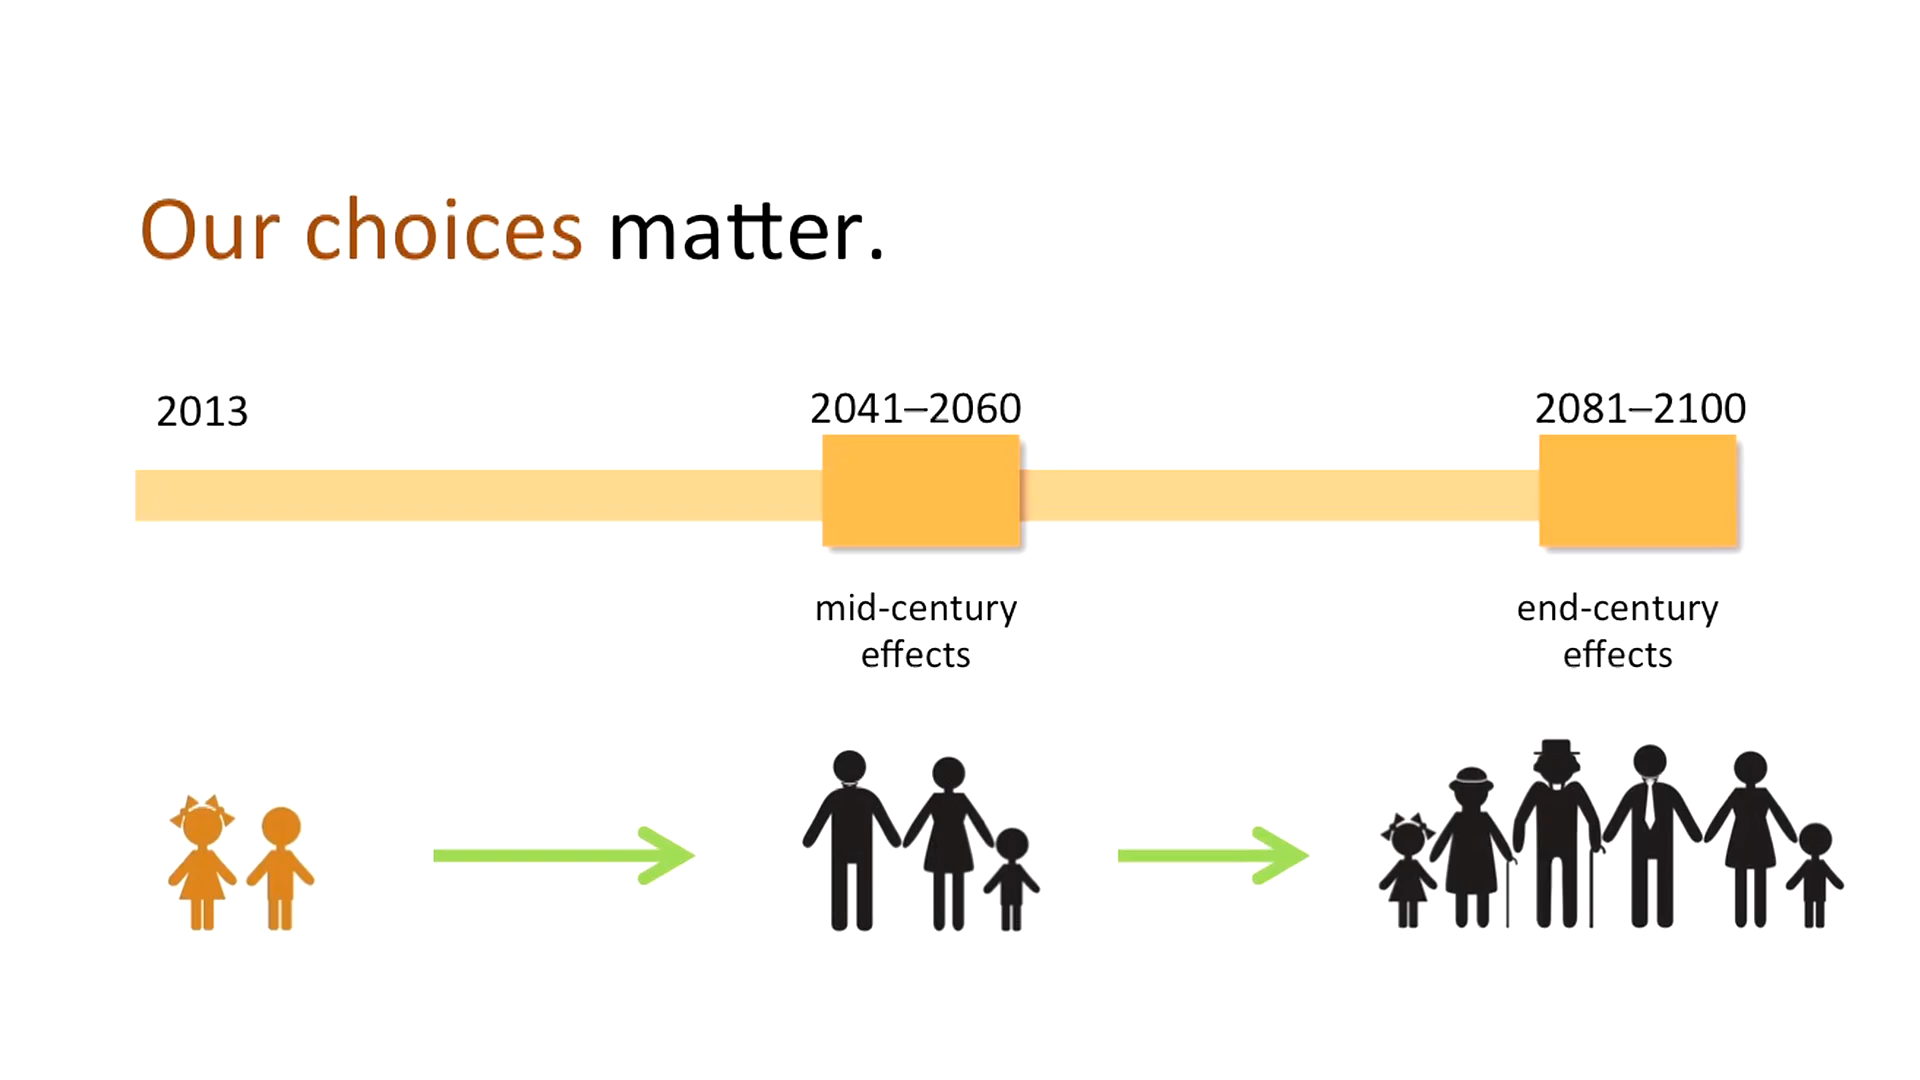 Our choices matter.
2013
2041–2060
2081–2100
mid-century
effects
end-century
effects